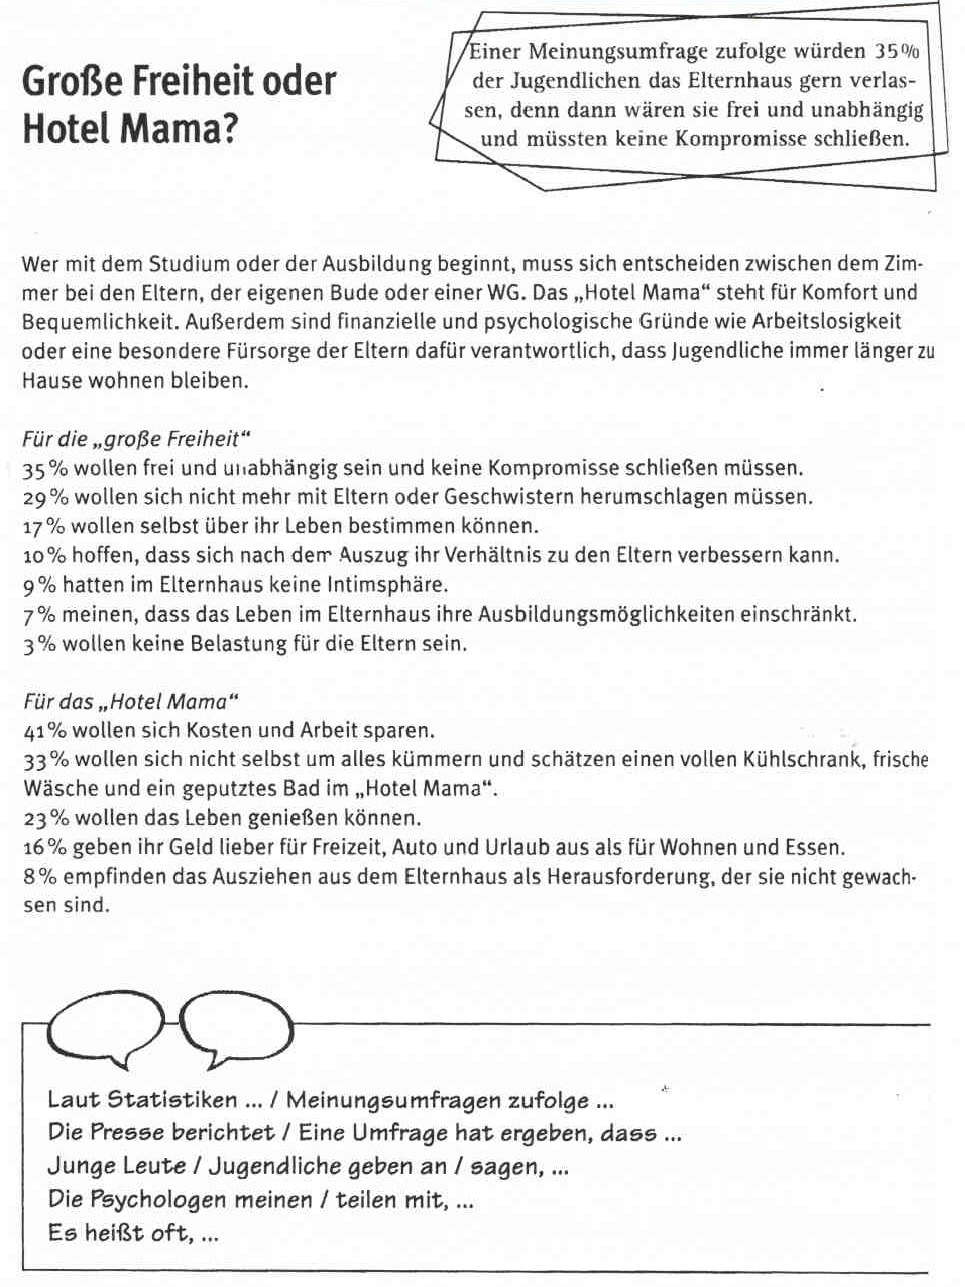 Große Freiheit oder
Hotel Mama?
Einer Meinungsumfrage zufolge würden 35%
der Jugendlichen das Elternhaus gern verlas-
sen, denn dann wären sie frei und unabhängig
und müssten keine Kompromisse schließen.
Wer mit dem Studium oder der Ausbildung beginnt, muss sich entscheiden zwischen dem Zim-
mer bei den Eltern, der eigenen Bude oder einer WG. Das „Hotel Mama“ steht für Komfort und
Bequemlichkeit. Außerdem sind finanzielle und psychologische Gründe wie Arbeitslosigkeit
oder eine besondere Fürsorge der Eltern dafür verantwortlich, dass Jugendliche immer länger zu
Hause wohnen bleiben.
Für die „große Freiheit“
35% wollen frei und unabhängig sein und keine Kompromisse schließen müssen.
29% wollen sich nicht mehr mit Eltern oder Geschwistern herumschlagen müssen.
17% wollen selbst über ihr Leben bestimmen können.
10% hoffen, dass sich nach dem Auszug ihr Verhältnis zu den Eltern verbessern kann.
9% hatten im Elternhaus keine Intimsphäre.
7% meinen, dass das Leben im Elternhaus ihre Ausbildungsmöglichkeiten einschränkt.
3% wollen keine Belastung für die Eltern sein.
Für das „Hotel Mama“
41% wollen sich Kosten und Arbeit sparen.
33% wollen sich nicht selbst um alles kümmern und schätzen einen vollen Kühlschrank, frische
Wäsche und ein geputztes Bad im „Hotel Mama“.
23% wollen das Leben genießen können.
16% geben ihr Geld lieber für Freizeit, Auto und Urlaub aus als für Wohnen und Essen.
8% empfinden das Ausziehen aus dem Elternhaus als Herausforderung, der sie nicht gewach-
sen sind.
Laut Statistiken ... / Meinungsumfragen zufolge ...
Die Presse berichtet / Eine Umfrage hat ergeben, dass ...
Junge Leute / Jugendliche geben an / sagen, ...
Die Psychologen meinen / teilen mit, ...
Es heißt oft, ...